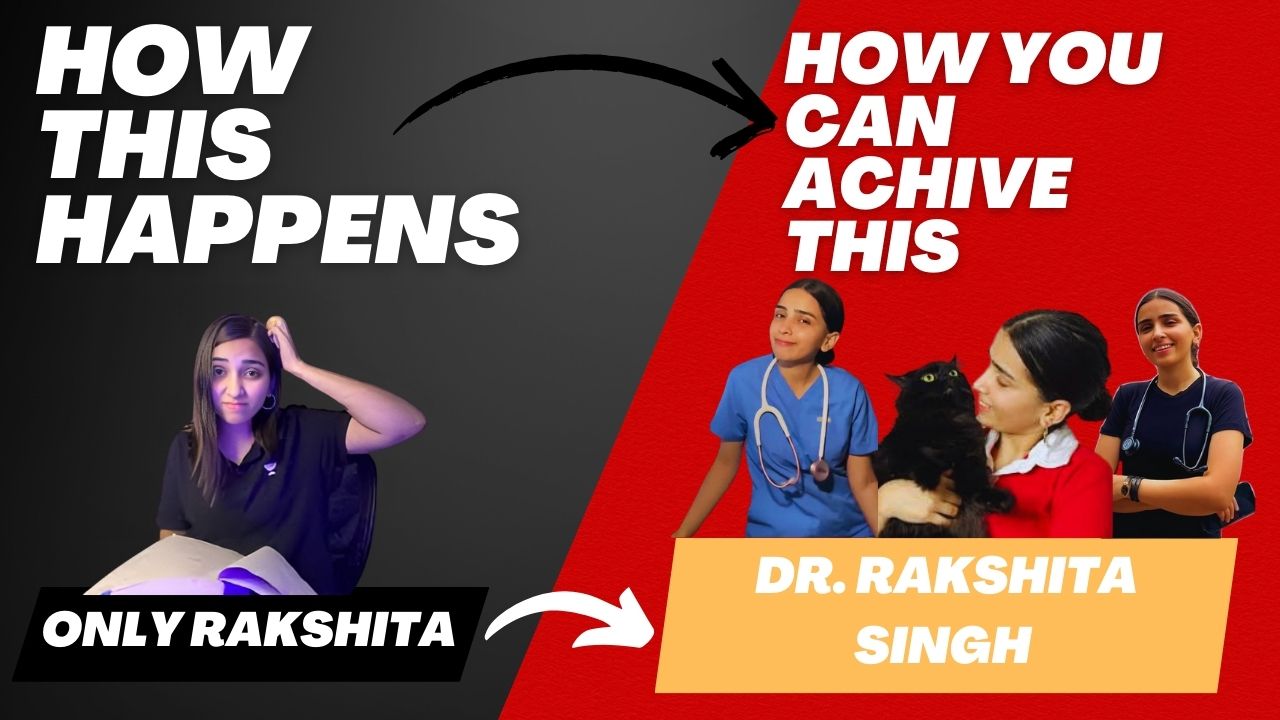 HOW
THIS
HAPPENS
HOW YOU
CAN
ACHIVE
THIS
ONLY RAKSHITA
DR. RAKSHITA
SINGH